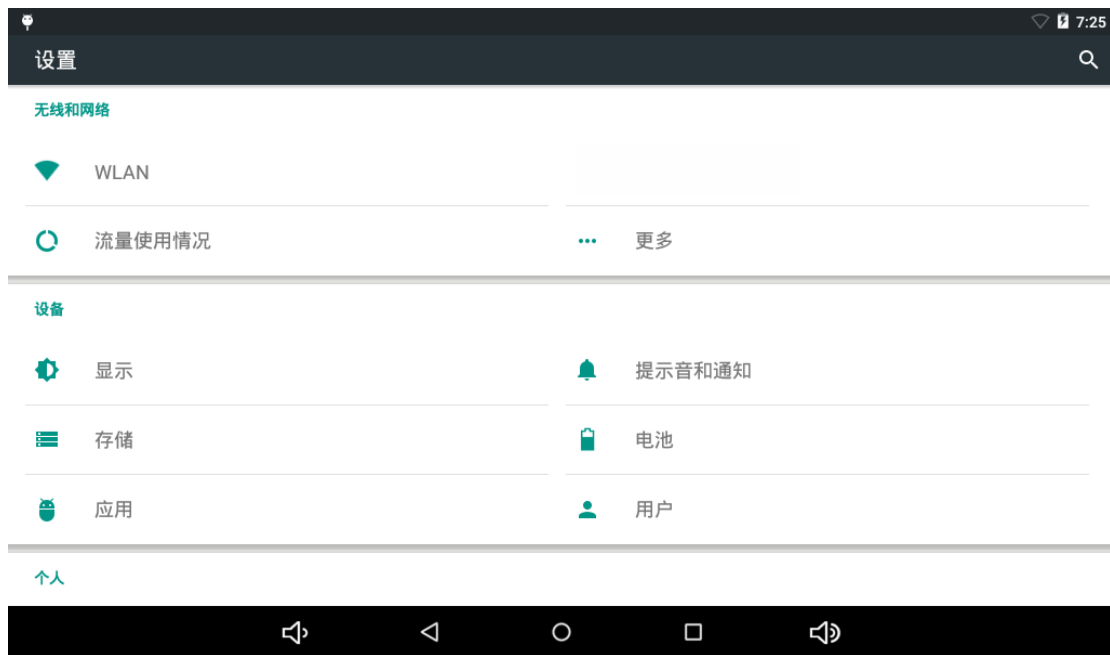 7:25
设置
无线和网络
WLAN
流量使用情况
更多
设备
显示
提示音和通知
存储
电池
应用
用户
个人